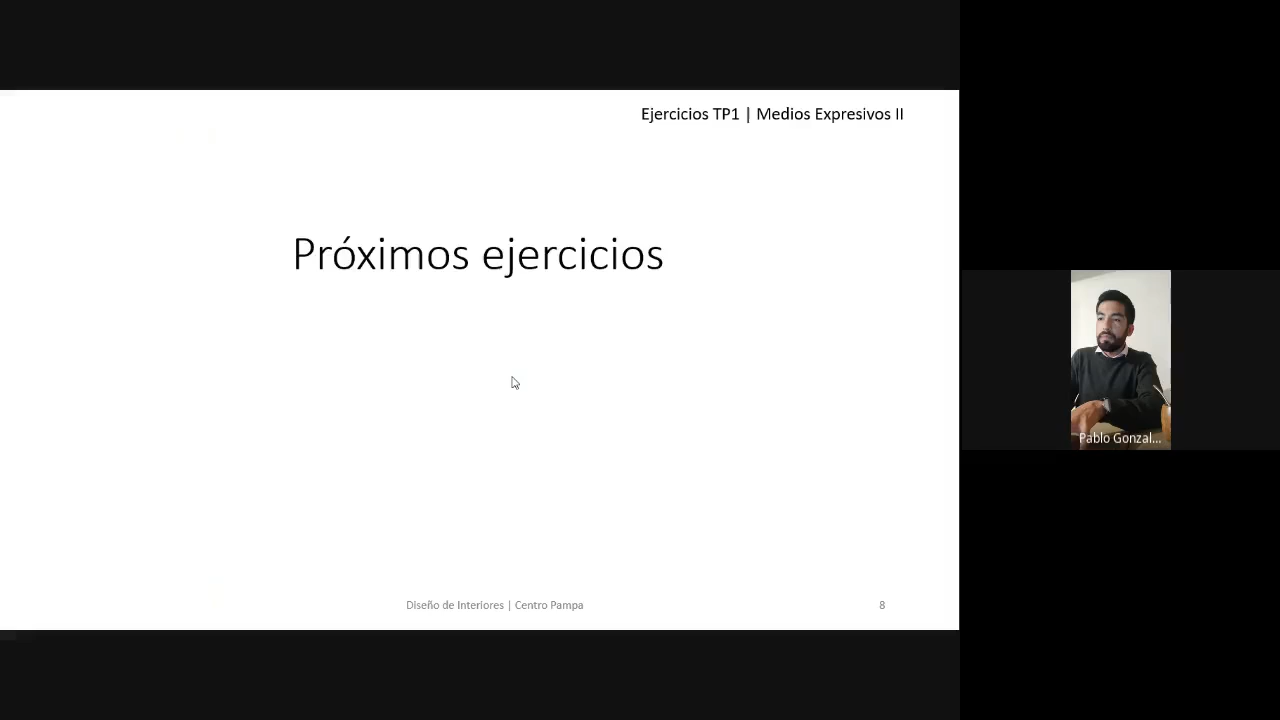 Ejercicios TP1 | Medios Expresivos II
Próximos ejercicios
Diseño de Interiores | Centro Pampa
8
Pablo Gonzal...